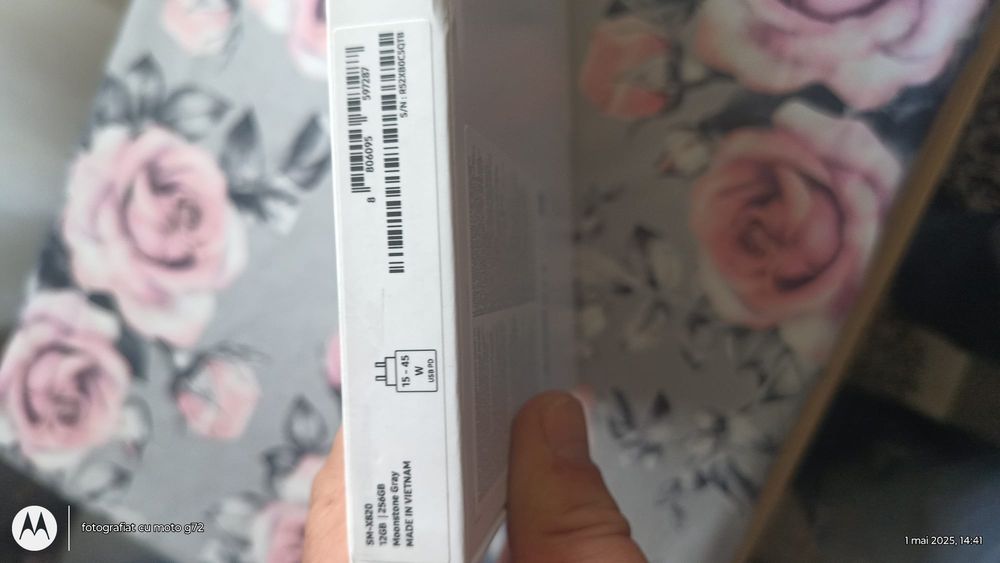 8 806095 597287
S/N : R52XB0CSQTB
15 - 45
W
USB PD
SM-X820
12GB | 256GB
Moonstone Gray
MADE IN VIETNAM
fotografiat cu moto g72
1 mai 2025, 14:41